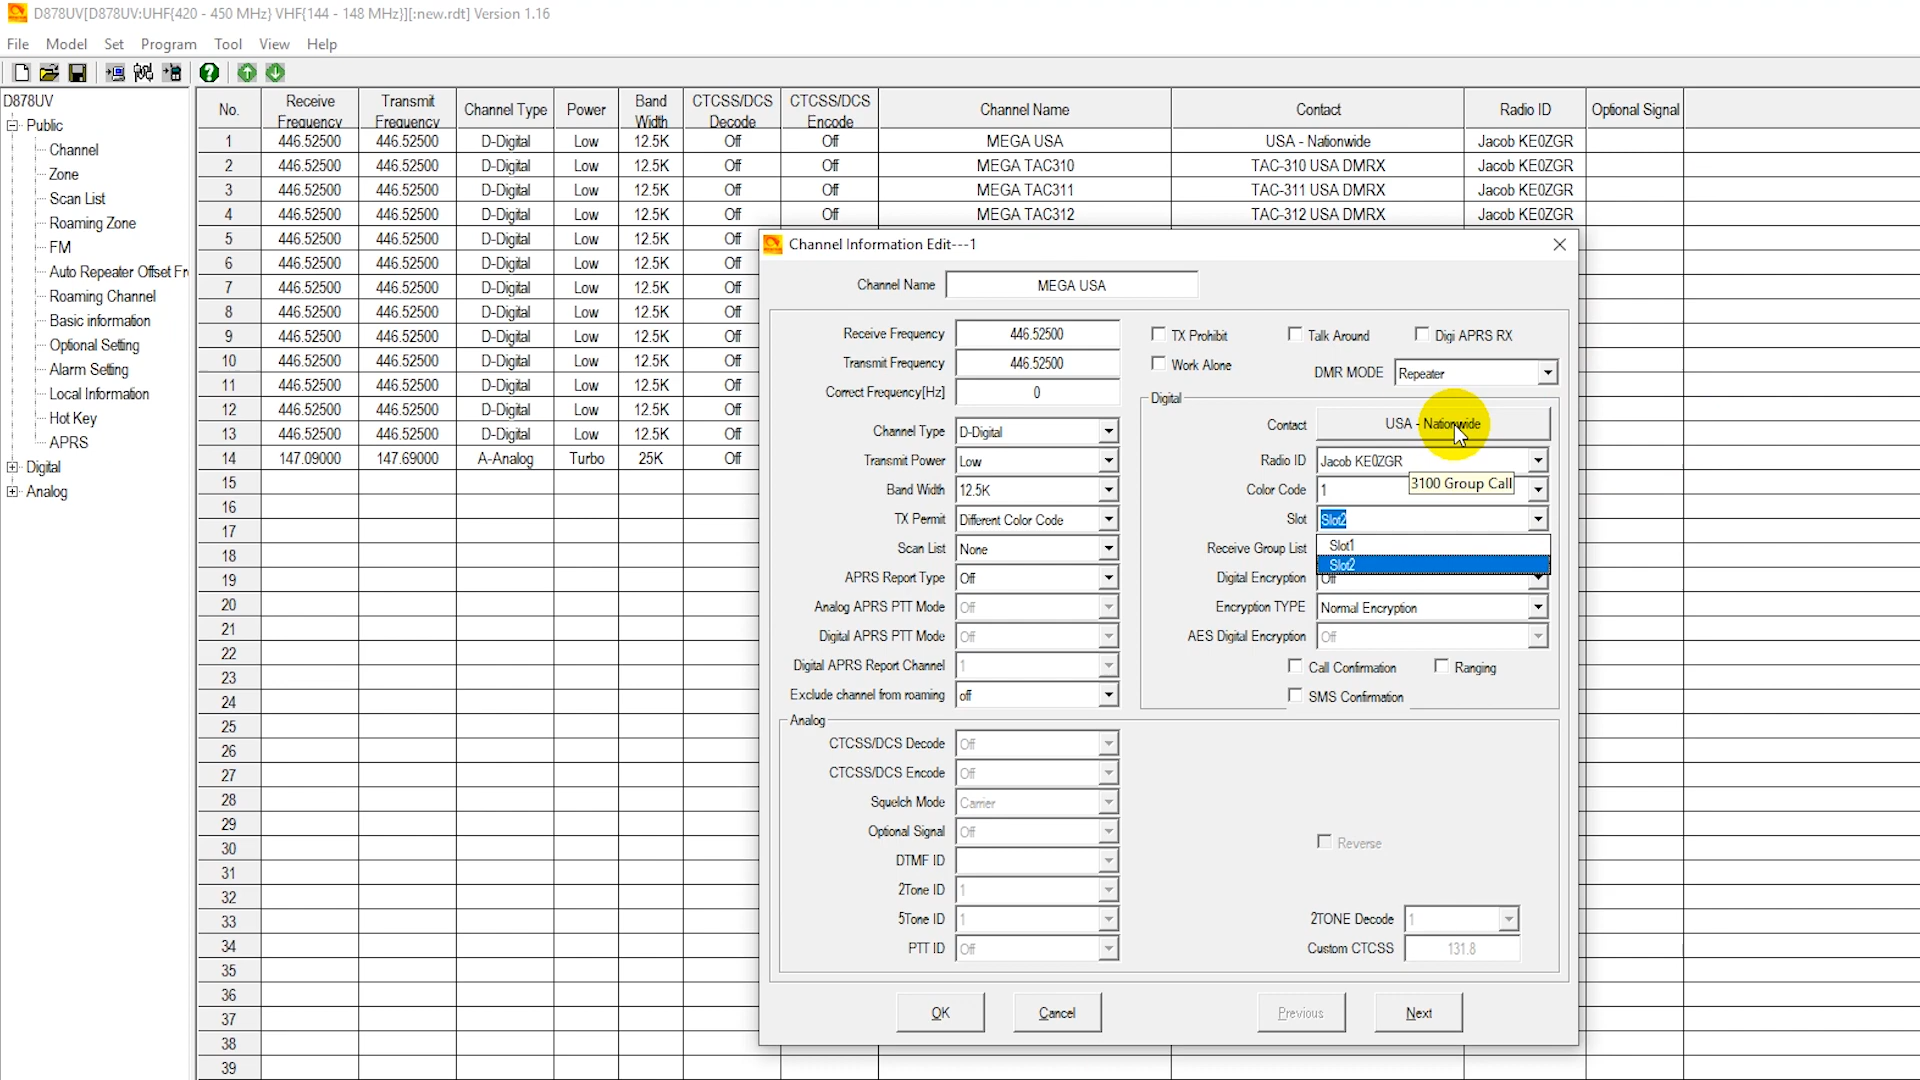 D878UV[D878UV:UHF{420 - 450 MHz} VHF{144 - 148 MHz}][:new.rdt] Version 1.16
File Model Set Program Tool View Help
D878UV
Public
Channel
Zone
Scan List
Roaming Zone
FM
Auto Repeater Offset Fr
Roaming Channel
Basic information
Optional Setting
Alarm Setting
Local Information
Hot Key
APRS
Digital
Analog
No. Receive Frequency Transmit Frequency Channel Type Power Band Width CTCSS/DCS Decode CTCSS/DCS Encode Channel Name Contact Radio ID Optional Signal
1 446.52500 446.52500 D-Digital Low 12.5K Off Off MEGA USA USA - Nationwide Jacob KE0ZGR
2 446.52500 446.52500 D-Digital Low 12.5K Off Off MEGA TAC310 TAC-310 USA DMRX Jacob KE0ZGR
3 446.52500 446.52500 D-Digital Low 12.5K Off Off MEGA TAC311 TAC-311 USA DMRX Jacob KE0ZGR
4 446.52500 446.52500 D-Digital Low 12.5K Off Off MEGA TAC312 TAC-312 USA DMRX Jacob KE0ZGR
5 446.52500 446.52500 D-Digital Low 12.5K Off
6 446.52500 446.52500 D-Digital Low 12.5K Off
7 446.52500 446.52500 D-Digital Low 12.5K Off
8 446.52500 446.52500 D-Digital Low 12.5K Off
9 446.52500 446.52500 D-Digital Low 12.5K Off
10 446.52500 446.52500 D-Digital Low 12.5K Off
11 446.52500 446.52500 D-Digital Low 12.5K Off
12 446.52500 446.52500 D-Digital Low 12.5K Off
13 446.52500 446.52500 D-Digital Low 12.5K Off
14 147.09000 147.69000 A-Analog Turbo 25K Off
15
16
17
18
19
20
21
22
23
24
25
26
27
28
29
30
31
32
33
34
35
36
37
38
39
Channel Information Edit---1
Channel Name MEGA USA
Receive Frequency 446.52500
Transmit Frequency 446.52500
Correct Frequency[Hz] 0
Channel Type D-Digital
Transmit Power Low
Band Width 12.5K
TX Permit Different Color Code
Scan List None
APRS Report Type Off
Analog APRS PTT Mode Off
Digital APRS PTT Mode Off
Digital APRS Report Channel 1
Exclude channel from roaming off
TX Prohibit Talk Around Digi APRS RX
Work Alone DMR MODE Repeater
Digital
Contact USA - Nationwide
Radio ID Jacob KE0ZGR
3100 Group Call
Color Code 1
Slot Slot2
Slot1
Slot2
Receive Group List
Digital Encryption Off
Encryption TYPE Normal Encryption
AES Digital Encryption Off
Call Confirmation Ranging
SMS Confirmation
Analog
CTCSS/DCS Decode Off
CTCSS/DCS Encode Off
Squelch Mode Carrier
Optional Signal Off
DTMF ID
2Tone ID 1
5Tone ID 1
PTT ID Off
Reverse
2TONE Decode 1
Custom CTCSS 131.8
OK Cancel Previous Next